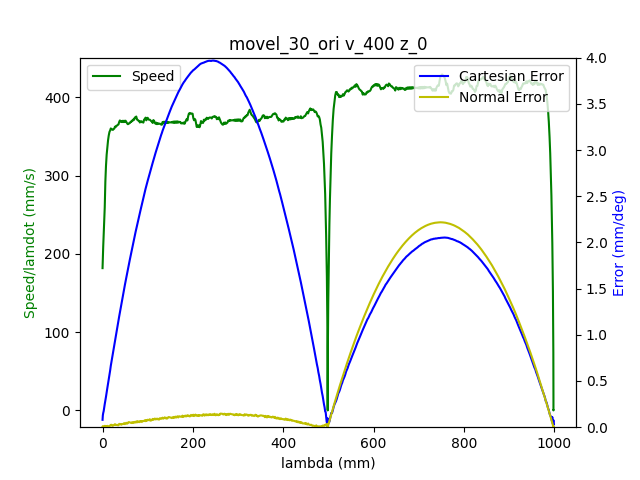 movel_30_ori v_400 z_0
Speed
Cartesian Error
Normal Error
Speed/lamdot (mm/s)
400
300
200
100
0
Error (mm/deg)
4.0
3.5
3.0
2.5
2.0
1.5
1.0
0.5
0.0
0
200
400
600
800
1000
lambda (mm)